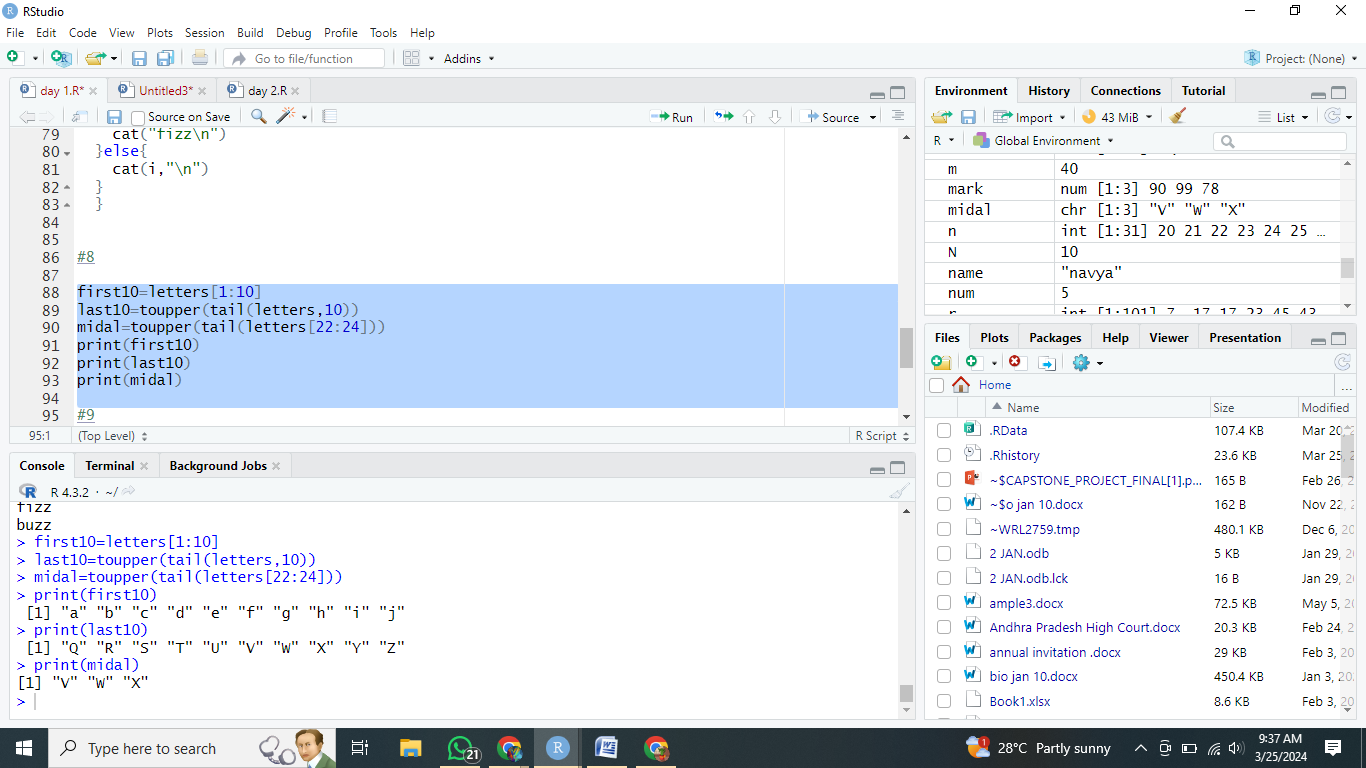 RStudio
File Edit Code View Plots Session Build Debug Profile Tools Help
Go to file/function Addins Project: (None)
day 1.R* Untitled3* day 2.R
Source on Save Run Source
79 cat("fizz\n")
80 }else{
81 cat(i,"\n")
82 }
83 }
84
85
86 #8
87
88 first10=letters[1:10]
89 last10=toupper(tail(letters,10))
90 midal=toupper(tail(letters[22:24]))
91 print(first10)
92 print(last10)
93 print(midal)
94
95 #9
95:1 (Top Level) R Script
Console Terminal Background Jobs
R 4.3.2 · ~/
fizz
buzz
> first10=letters[1:10]
> last10=toupper(tail(letters,10))
> midal=toupper(tail(letters[22:24]))
> print(first10)
[1] "a" "b" "c" "d" "e" "f" "g" "h" "i" "j"
> print(last10)
[1] "Q" "R" "S" "T" "U" "V" "W" "X" "Y" "Z"
> print(midal)
[1] "V" "W" "X"
>
Environment History Connections Tutorial
Import 43 MiB List
R Global Environment
m 40
mark num [1:3] 90 99 78
midal chr [1:3] "V" "W" "X"
n int [1:31] 20 21 22 23 24 25 ...
N 10
name "navya"
num 5
r int [1:101] 7 17 17 23 45 43
Files Plots Packages Help Viewer Presentation
Home ...
Name Size Modified
.RData 107.4 KB Mar 20, 2
.Rhistory 23.6 KB Mar 25, 2
~$CAPSTONE_PROJECT_FINAL[1].p... 165 B Feb 26, 2
~$o jan 10.docx 162 B Nov 22, 2
~WRL2759.tmp 480.1 KB Dec 6, 20
2 JAN.odb 5 KB Jan 29, 2
2 JAN.odb.lck 16 B Jan 29, 2
ample3.docx 72.5 KB May 5, 20
Andhra Pradesh High Court.docx 20.3 KB Feb 24, 2
annual invitation .docx 29 KB Feb 3, 20
bio jan 10.docx 450.4 KB Jan 3, 20
Book1.xlsx 8.6 KB Feb 3, 20
Type here to search 21 1 28°C Partly sunny 9:37 AM
3/25/2024